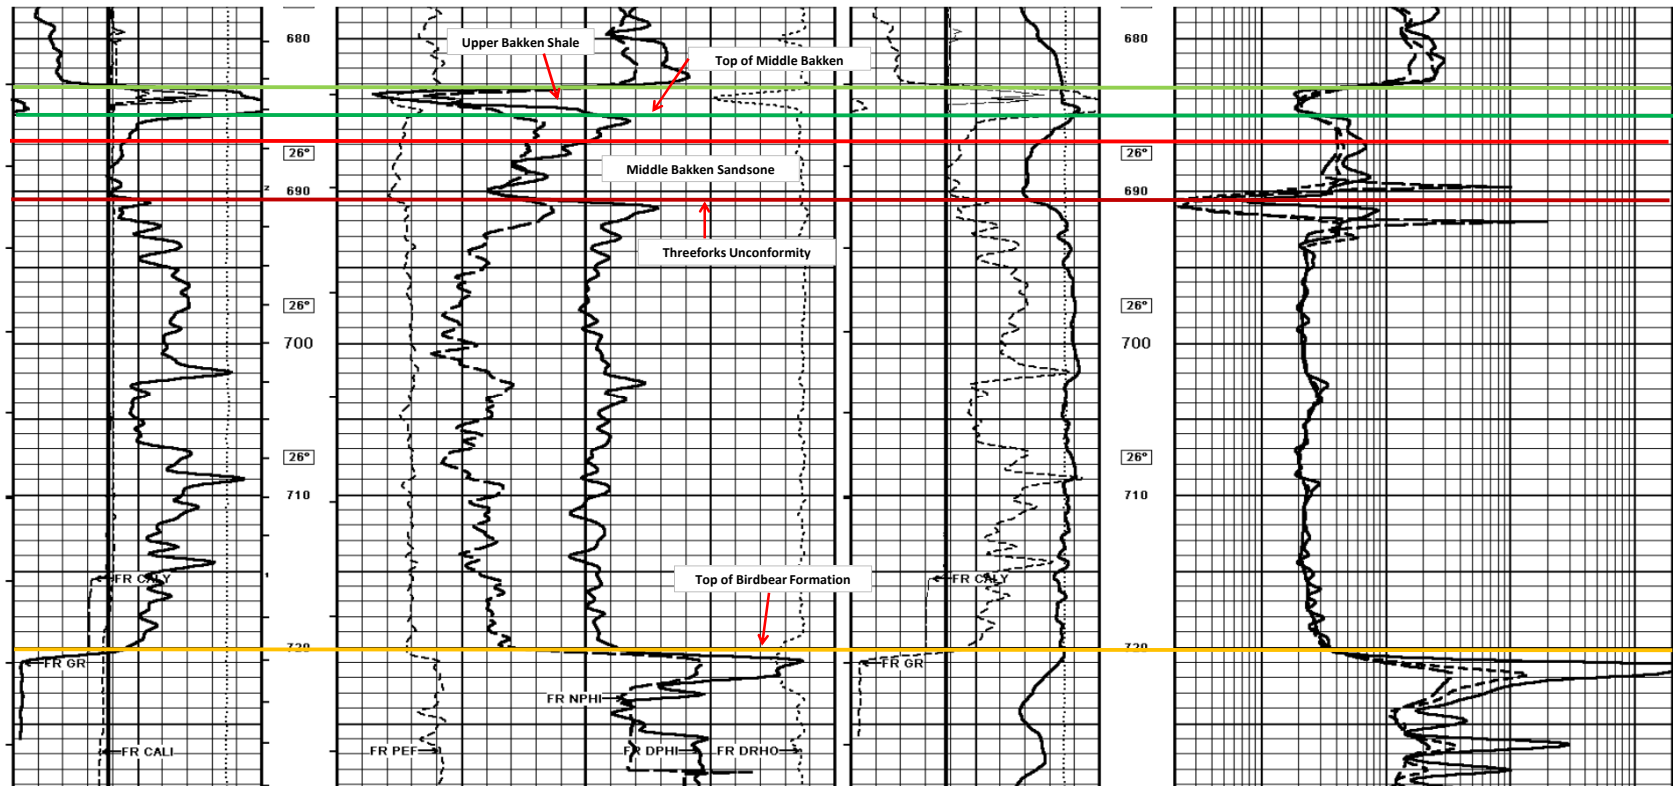 680
680
Upper Bakken Shale
Top of Middle Bakken
26°
26°
Middle Bakken Sandsone
690
690
Threeforks Unconformity
26°
26°
700
700
26°
26°
710
710
FR CALY
Top of Birdbear Formation
FR CALY
720
720
FR GR
FR GR
FR NPHI
FR CALI
FR PEF
FR DPHI
FR DRHO